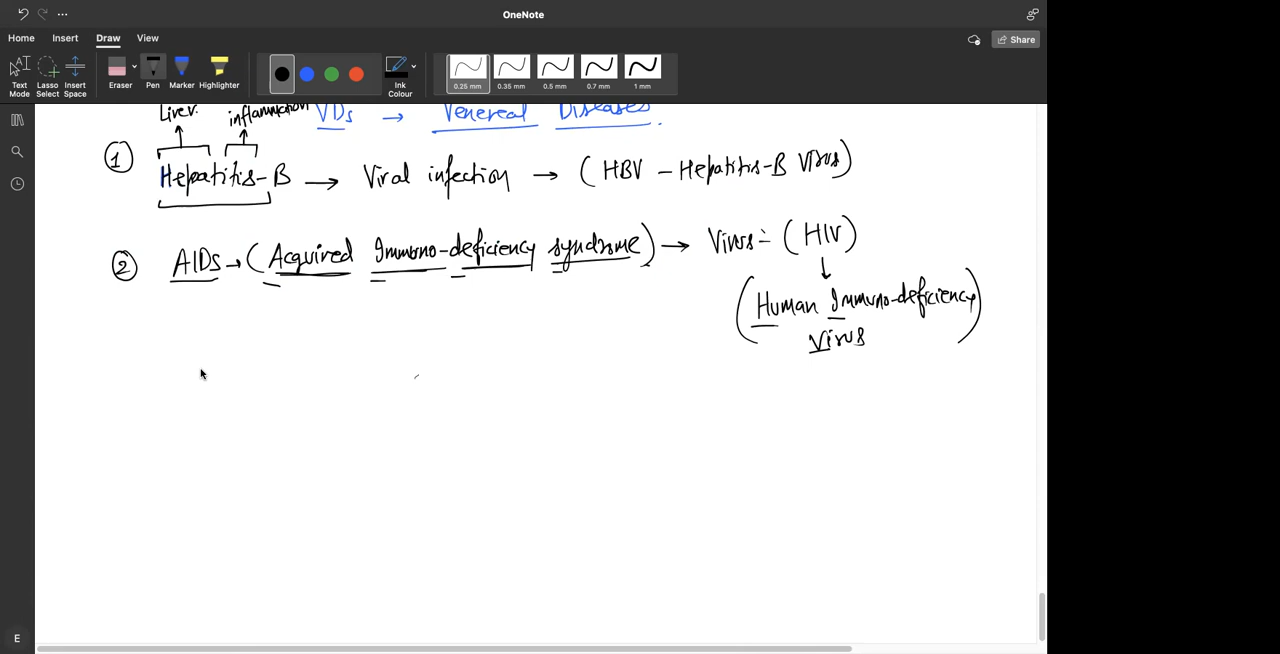 OneNote
Home Insert Draw View
Share
Text Mode
Lasso Select
Insert Space
Eraser
Pen
Marker
Highlighter
Ink Colour
0.25 mm
0.35 mm
0.5 mm
0.7 mm
1 mm
Liver. inflammation VDs → Venereal Diseases.
① Hepatitis-B → Viral infection → (HBV - Hepatitis-B Virus)
② AIDs → (Acquired Immuno-deficiency syndrome) → Virus = (HIV)
(Human Immuno-deficiency
Virus)
E